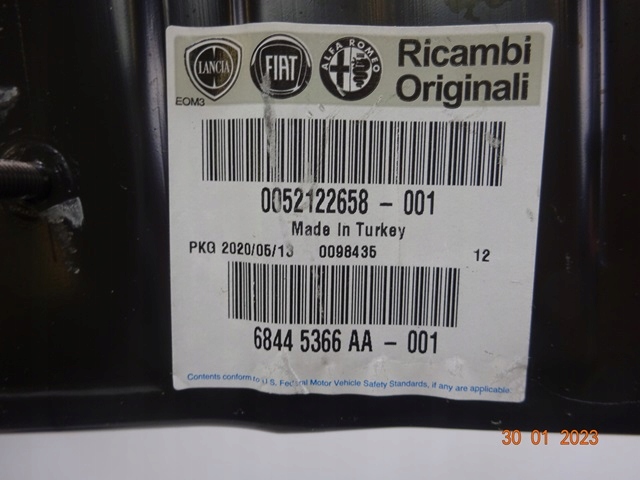 LANCIA FIAT ALFA ROMEO Ricambi
Originali
EOM3
0052122658 - 001
Made In Turkey
PKG 2020/05/13 0098435 12
6844 5366 AA - 001
Contents conform to U.S. Federal Motor Vehicle Safety Standards, if any are applicable.
30 01 2023